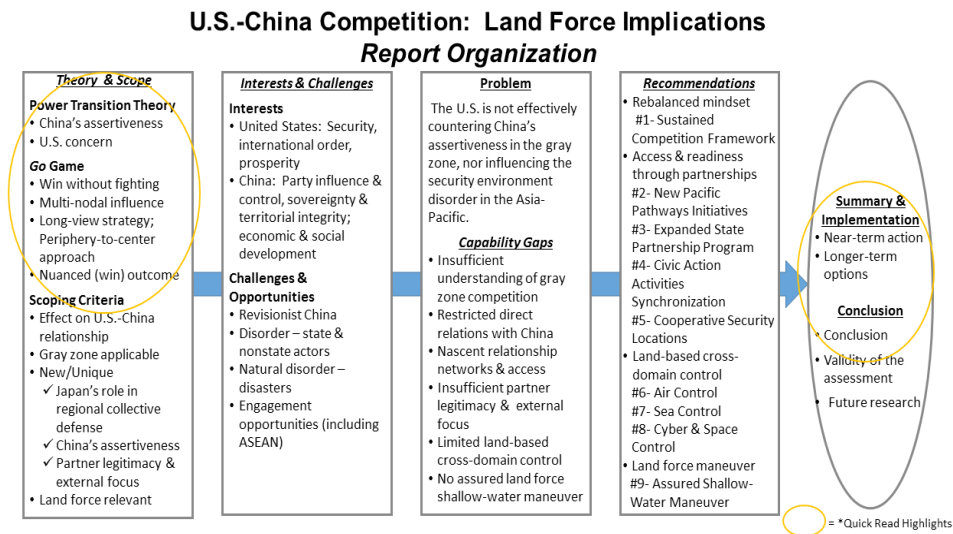 U.S.-China Competition:  Land Force Implications
Report Organization
Theory  & Scope
Power Transition Theory
• China's assertiveness
• U.S. concern
Go Game
• Win without fighting
• Multi-nodal influence
• Long-view strategy;
Periphery-to-center
approach
• Nuanced (win) outcome
Scoping Criteria
• Effect on U.S.-China
relationship
• Gray zone applicable
• New/Unique
✓ Japan's role in
regional collective
defense
✓ China's assertiveness
✓ Partner legitimacy &
external focus
• Land force relevant
Interests & Challenges
Interests
• United States:  Security,
international order,
prosperity
• China:  Party influence &
control, sovereignty &
territorial integrity;
economic & social
development
Challenges &
Opportunities
• Revisionist China
• Disorder – state &
nonstate actors
• Natural disorder –
disasters
• Engagement
opportunities (including
ASEAN)
Problem
The U.S. is not effectively
countering China's
assertiveness in the gray
zone, nor influencing the
security environment
disorder in the Asia-
Pacific.
Capability Gaps
• Insufficient
understanding of gray
zone competition
• Restricted direct
relations with China
• Nascent relationship
networks & access
• Insufficient partner
legitimacy &  external
focus
• Limited land-based
cross-domain control
• No assured land force
shallow-water maneuver
Recommendations
• Rebalanced mindset
#1- Sustained
Competition Framework
• Access & readiness
through partnerships
#2- New Pacific
Pathways Initiatives
#3- Expanded State
Partnership Program
#4- Civic Action
Activities
Synchronization
#5- Cooperative Security
Locations
• Land-based cross-
domain control
#6- Air Control
#7- Sea Control
#8- Cyber & Space
Control
• Land force maneuver
#9- Assured Shallow-
Water Maneuver
Summary &
Implementation
• Near-term action
• Longer-term
options
Conclusion
• Conclusion
• Validity of the
assessment
• Future research
= *Quick Read Highlights